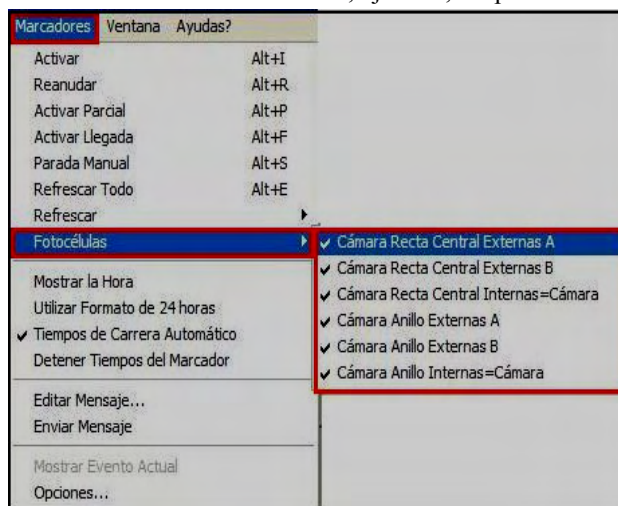 Marcadores Ventana Ayudas?
Activar Alt+I
Reanudar Alt+R
Activar Parcial Alt+P
Activar Llegada Alt+F
Parada Manual Alt+S
Refrescar Todo Alt+E
Refrescar
Fotocélulas
✓ Cámara Recta Central Externas A
✓ Cámara Recta Central Externas B
✓ Cámara Recta Central Internas=Cámara
✓ Cámara Anillo Externas A
✓ Cámara Anillo Externas B
✓ Cámara Anillo Internas=Cámara
Mostrar la Hora
Utilizar Formato de 24 horas
✓ Tiempos de Carrera Automático
Detener Tiempos del Marcador
Editar Mensaje...
Enviar Mensaje
Mostrar Evento Actual
Opciones...